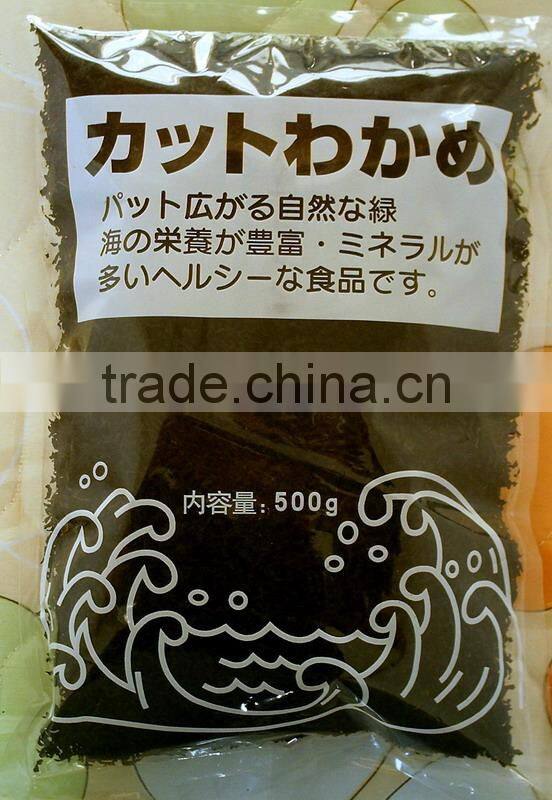 カットわかめ
パット広がる自然な緑
海の栄養が豊富・ミネラルが
多いヘルシーな食品です。
trade.china.cn
内容量：500g